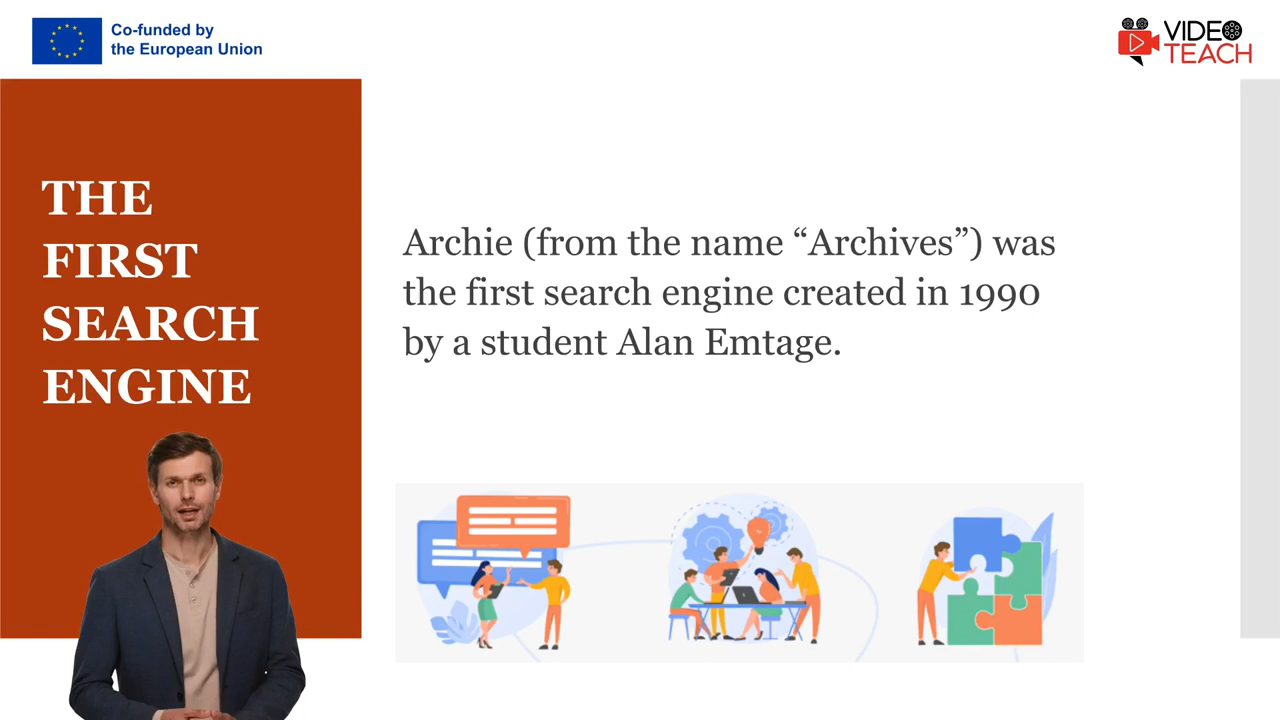 Co-funded by
the European Union
VIDEO
TEACH
THE
FIRST
SEARCH
ENGINE
Archie (from the name “Archives”) was
the first search engine created in 1990
by a student Alan Emtage.